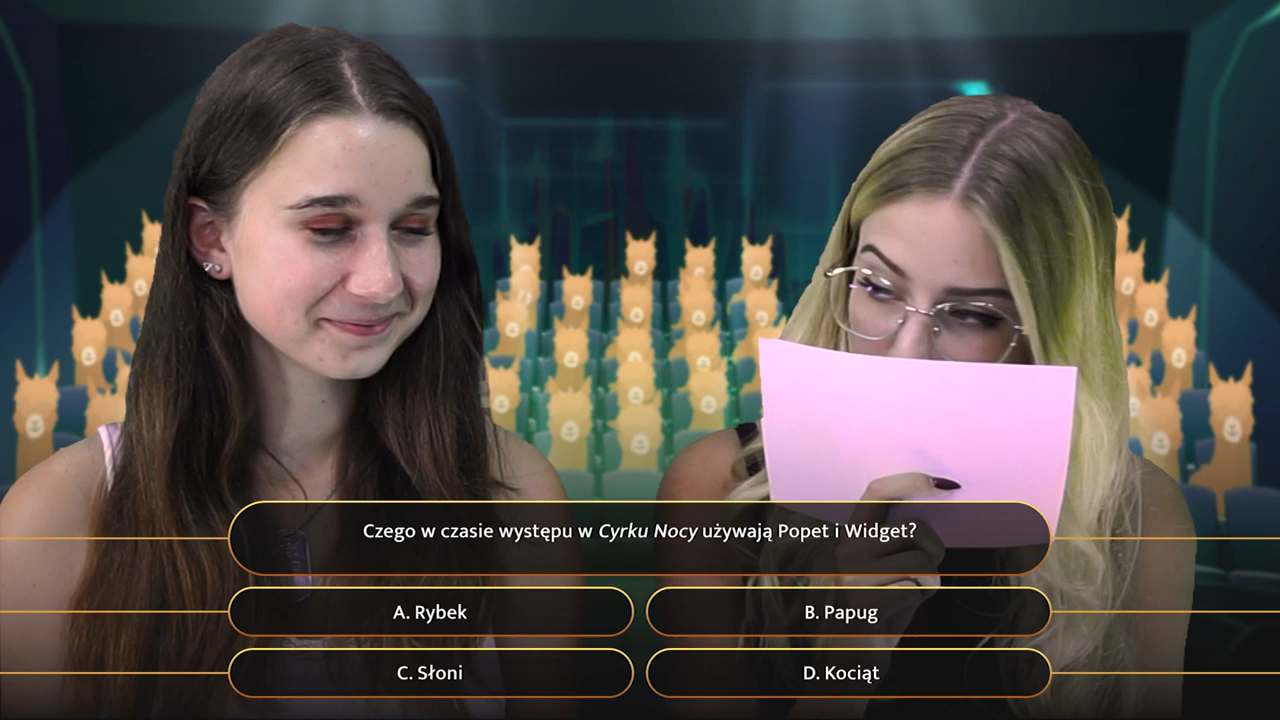 Czego w czasie występu w Cyrku Nocy używają Popet i Widget?
A. Rybek
B. Papug
C. Słoni
D. Kociąt